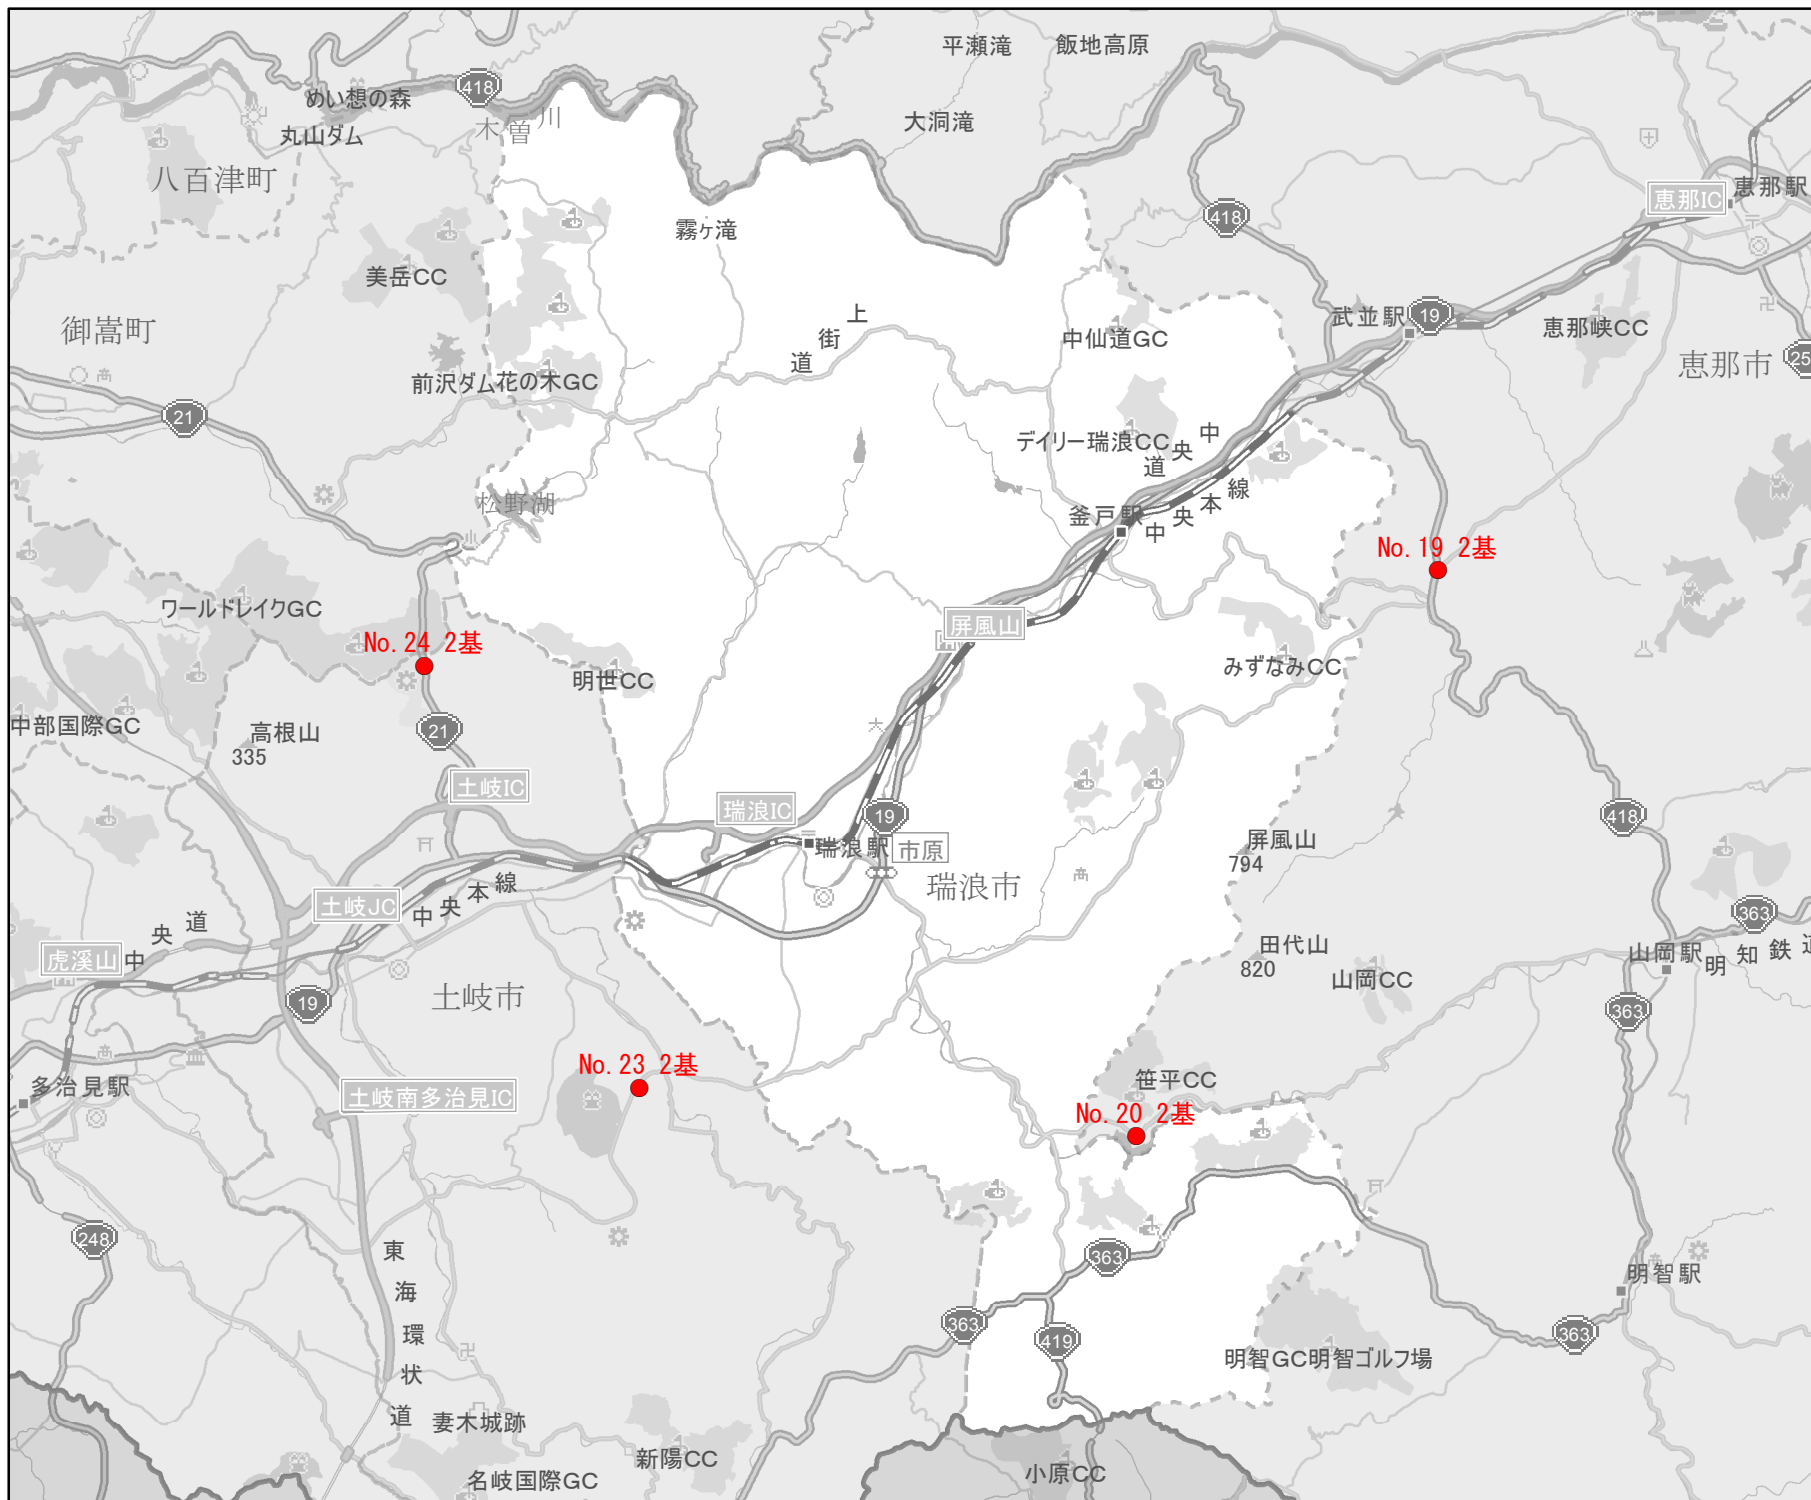 平瀬滝
飯地高原
めい想の森
418
木曽川
大洞滝
丸山ダム
八百津町
恵那駅
恵那IC
418
霧ヶ滝
美岳CC
上街道
武並駅
19
恵那峡CC
御嵩町
中仙道GC
恵那市
25
前沢ダム
花の木GC
21
デイリー瑞浪CC
中央道
松野湖
釜戸駅
中央本線
No.19 2基
ワールドレイクGC
屏風山
No.24 2基
明世CC
みずなみCC
中部国際GC
高根山
335
21
土岐IC
瑞浪IC
19
418
瑞浪駅
市原
屏風山
794
瑞浪市
土岐JC
中央本線
363
中央道
虎渓山
田代山
820
山岡CC
山岡駅
明知鉄道
19
土岐市
363
No.23 2基
多治見駅
土岐南多治見IC
笹平CC
No.20 2基
248
東海環状道
363
明智駅
363
419
363
明智GC明智ゴルフ場
妻木城跡
新陽CC
名岐国際GC
小原CC